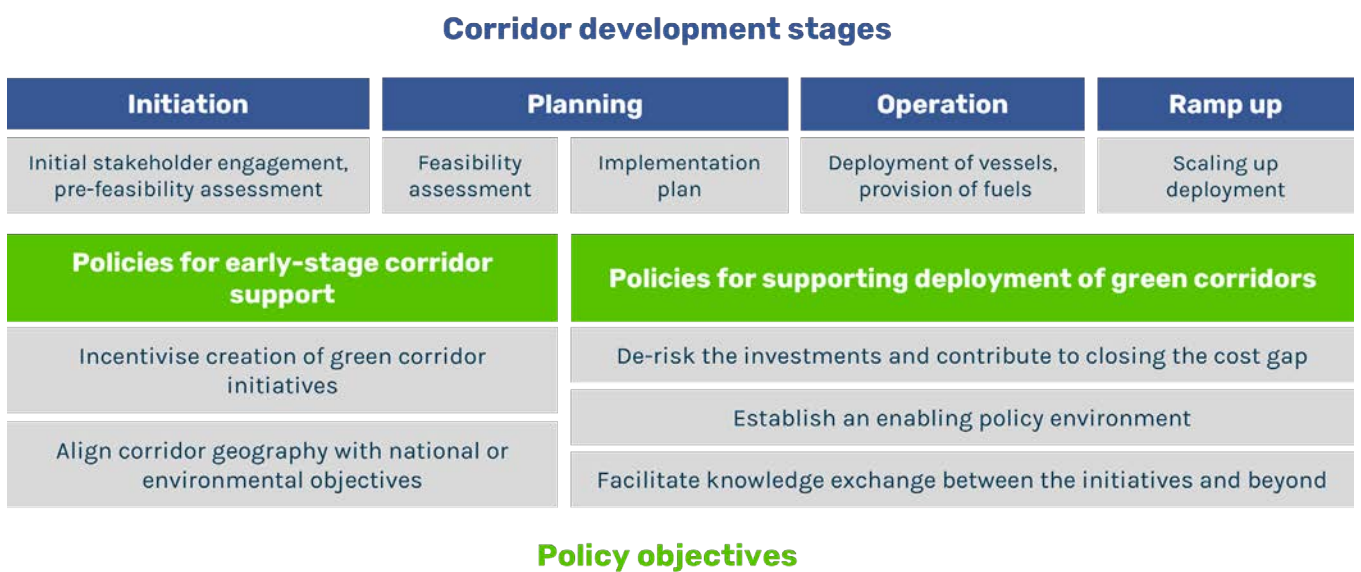 Corridor development stages
Initiation
Planning
Operation
Ramp up
Initial stakeholder engagement,
pre-feasibility assessment
Feasibility
assessment
Implementation
plan
Deployment of vessels,
provision of fuels
Scaling up
deployment
Policies for early-stage corridor
support
Incentivise creation of green corridor
initiatives
Align corridor geography with national or
environmental objectives
Policies for supporting deployment of green corridors
De-risk the investments and contribute to closing the cost gap
Establish an enabling policy environment
Facilitate knowledge exchange between the initiatives and beyond
Policy objectives